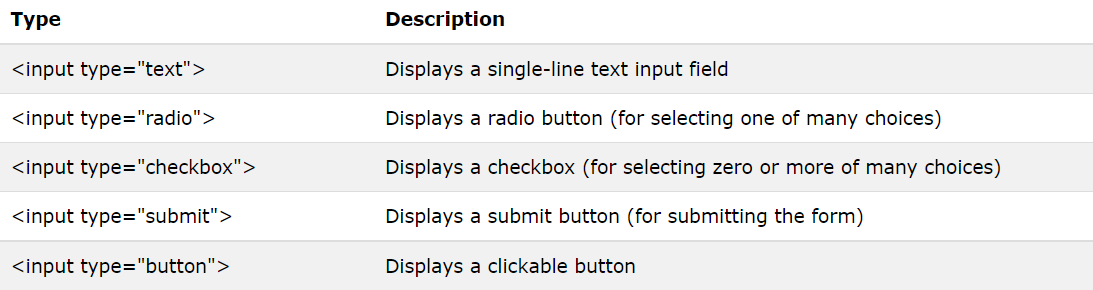 Type Description
<input type="text"> Displays a single-line text input field
<input type="radio"> Displays a radio button (for selecting one of many choices)
<input type="checkbox"> Displays a checkbox (for selecting zero or more of many choices)
<input type="submit"> Displays a submit button (for submitting the form)
<input type="button"> Displays a clickable button